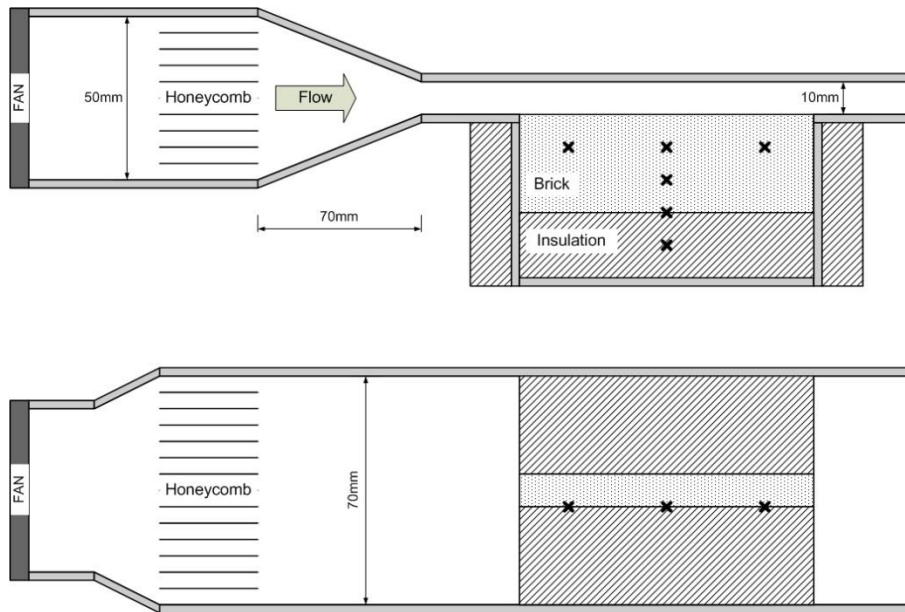 FAN
50mm
Honeycomb
Flow
10mm
Brick
70mm
Insulation
FAN
Honeycomb
70mm